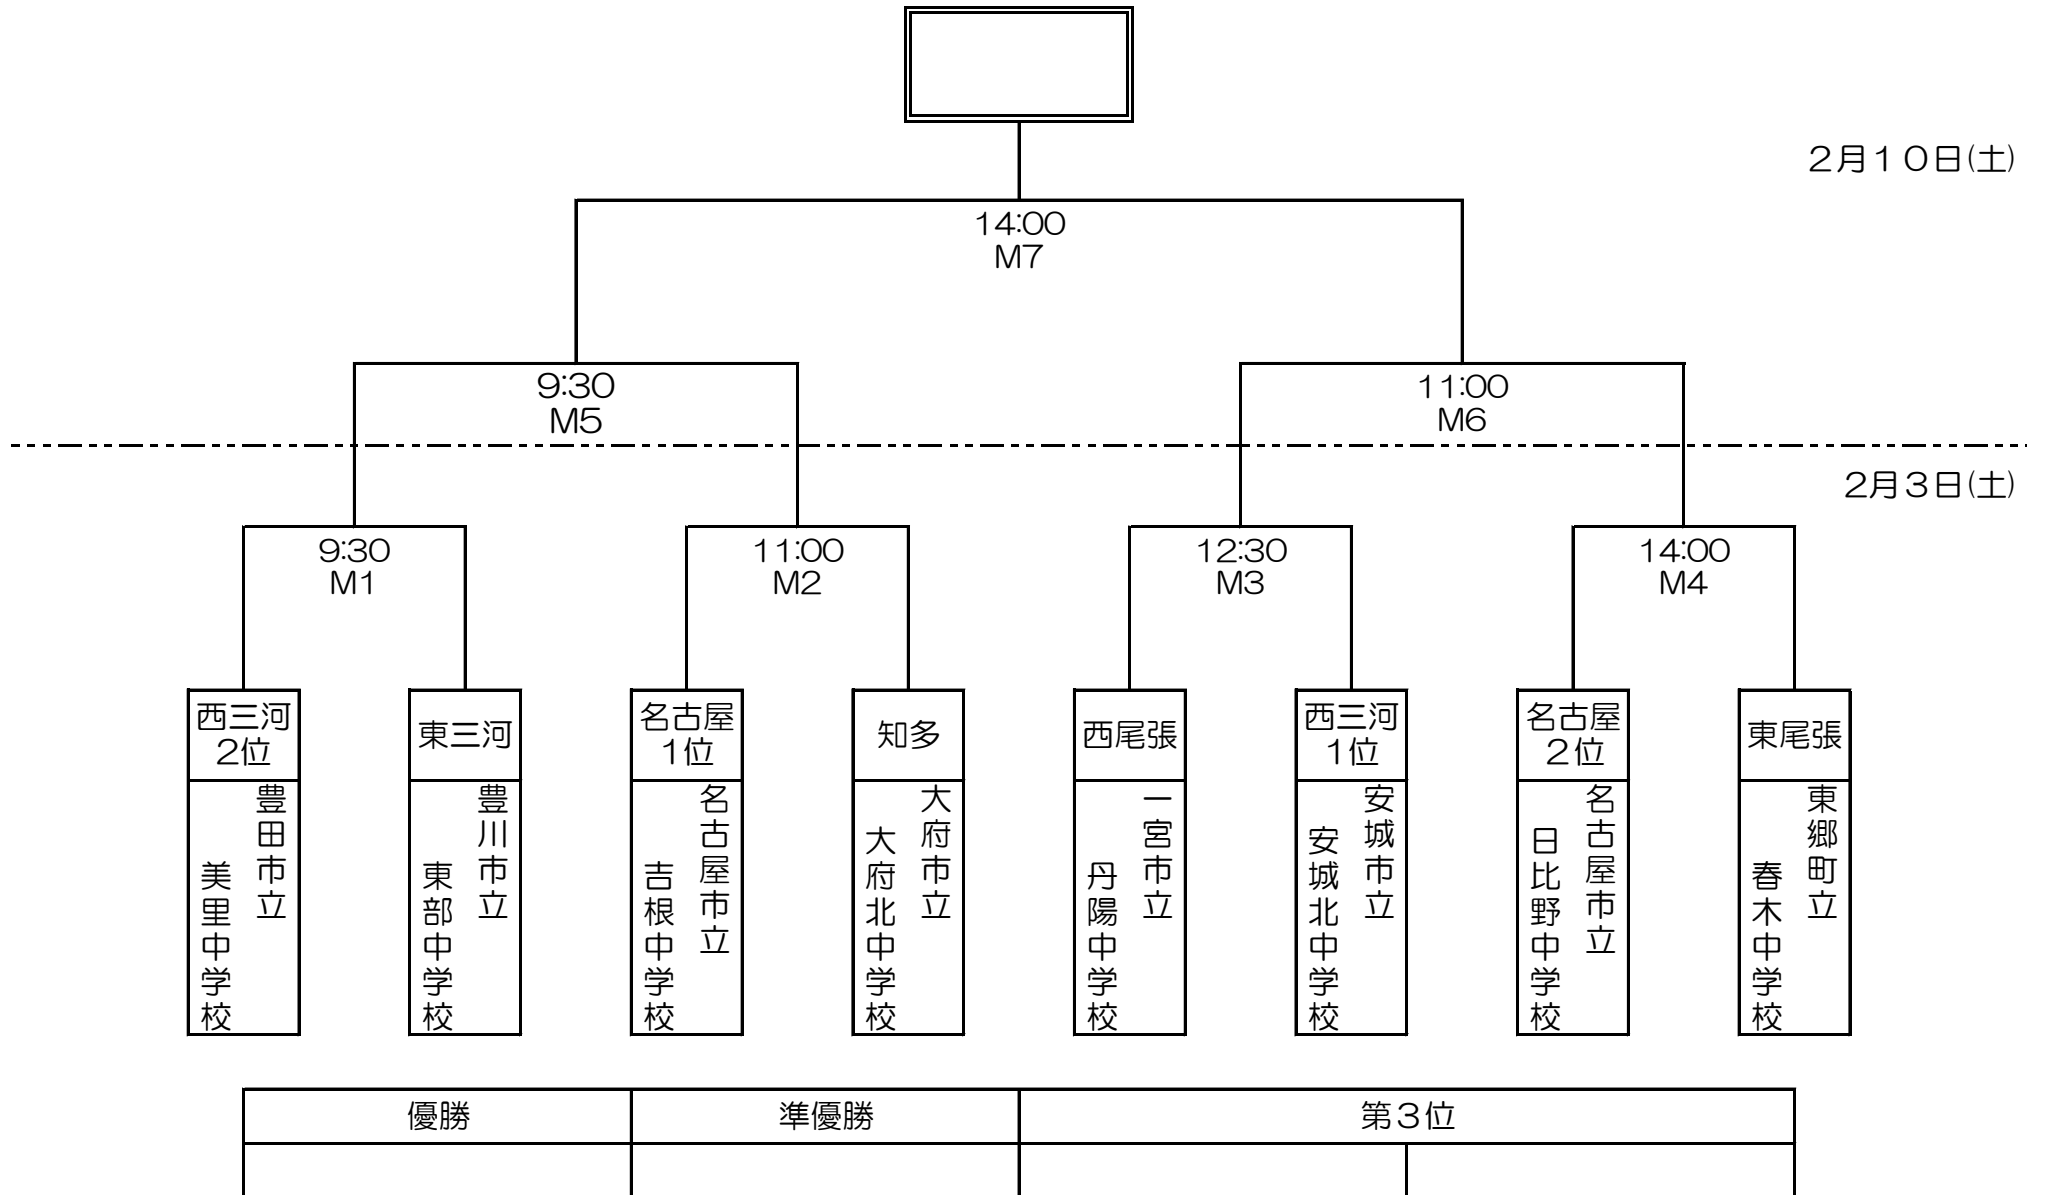 ２月１０日(土)
14:00
M7
9:30
M5
11:00
M6
２月３日(土)
9:30
M1
11:00
M2
12:30
M3
14:00
M4
西三河
２位
東三河
名古屋
１位
知多
西尾張
西三河
１位
名古屋
２位
東尾張
豊田市立
美里中学校
豊川市立
東部中学校
名古屋市立
吉根中学校
大府市立
大府北中学校
一宮市立
丹陽中学校
安城市立
安城北中学校
名古屋市立
日比野中学校
東郷町立
春木中学校
優勝
準優勝
第３位